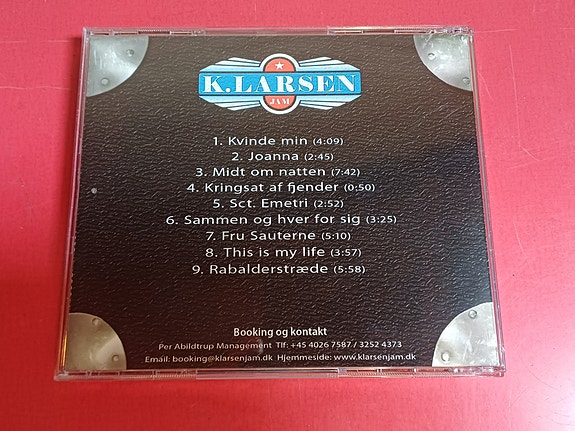 K.LARSEN
JAM
1. Kvinde min (4:09)
2. Joanna (2:45)
3. Midt om natten (7:42)
4. Kringsat af fjender (0:50)
5. Sct. Emetri (2:52)
6. Sammen og hver for sig (3:25)
7. Fru Sauterne (5:10)
8. This is my life (3:57)
9. Rabalderstræde (5:58)
Booking og kontakt
Per Abildtrup Management Tlf: +45 4026 7587 / 3252 4373
Email: booking@klarsenjam.dk Hjemmeside: www.klarsenjam.dk